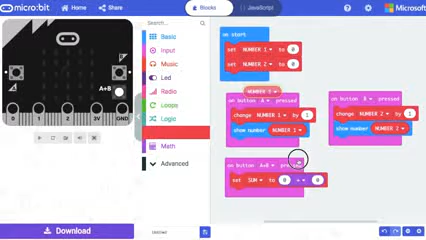 micro:bit
Home
Share
Blocks
JavaScript
Microsoft
Search...
Basic
Input
Music
Led
Radio
Loops
Logic
Math
Advanced
A+B
0
1
2
3V
GND
Download
on start
set NUMBER 1 to 0
set NUMBER 2 to 0
NUMBER 1
on button A pressed
change NUMBER 1 by 1
show number NUMBER 1
on button B pressed
change NUMBER 2 by 1
show number NUMBER 2
on button A+B pressed
set SUM to 0 + 0